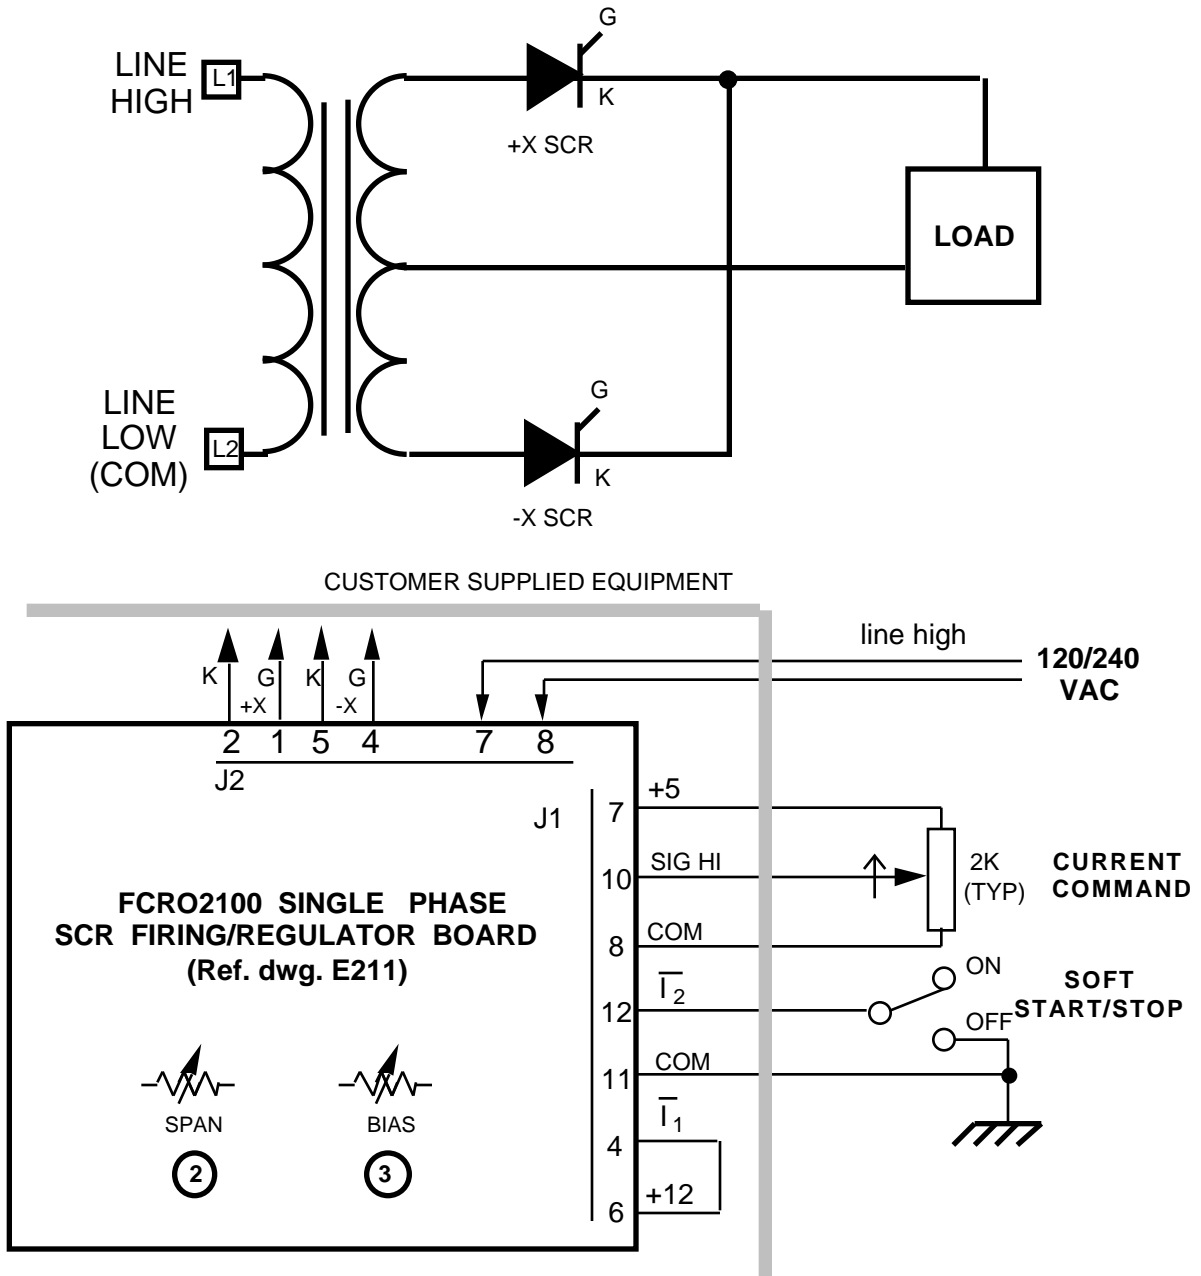 G
LINE
HIGH
L1
K
+X SCR
LOAD
LINE
LOW
(COM)
L2
G
K
-X SCR
CUSTOMER SUPPLIED EQUIPMENT
line high
120/240
VAC
K G K G
+X -X
2 1 5 4 7 8
J2
J1
7 +5
10 SIG HI
2K
(TYP)
CURRENT
COMMAND
8 COM
FCRO2100 SINGLE PHASE
SCR FIRING/REGULATOR BOARD
(Ref. dwg. E211)
12 I2
ON
OFF
SOFT
START/STOP
11 COM
4 I1
6 +12
SPAN
BIAS
2
3